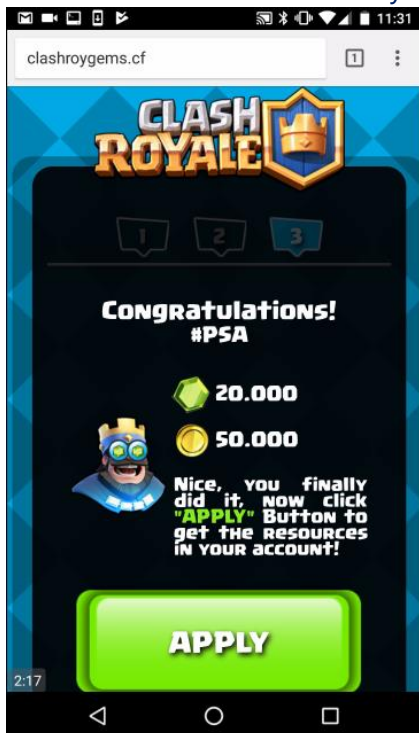 11:31
clashroygems.cf
1
CLASH
ROYALE
1 2 3
Congratulations!
#PSA
20.000
50.000
Nice, you finally
did it, now click
"APPLY" Button to
get the resources
in your account!
APPLY
2:17